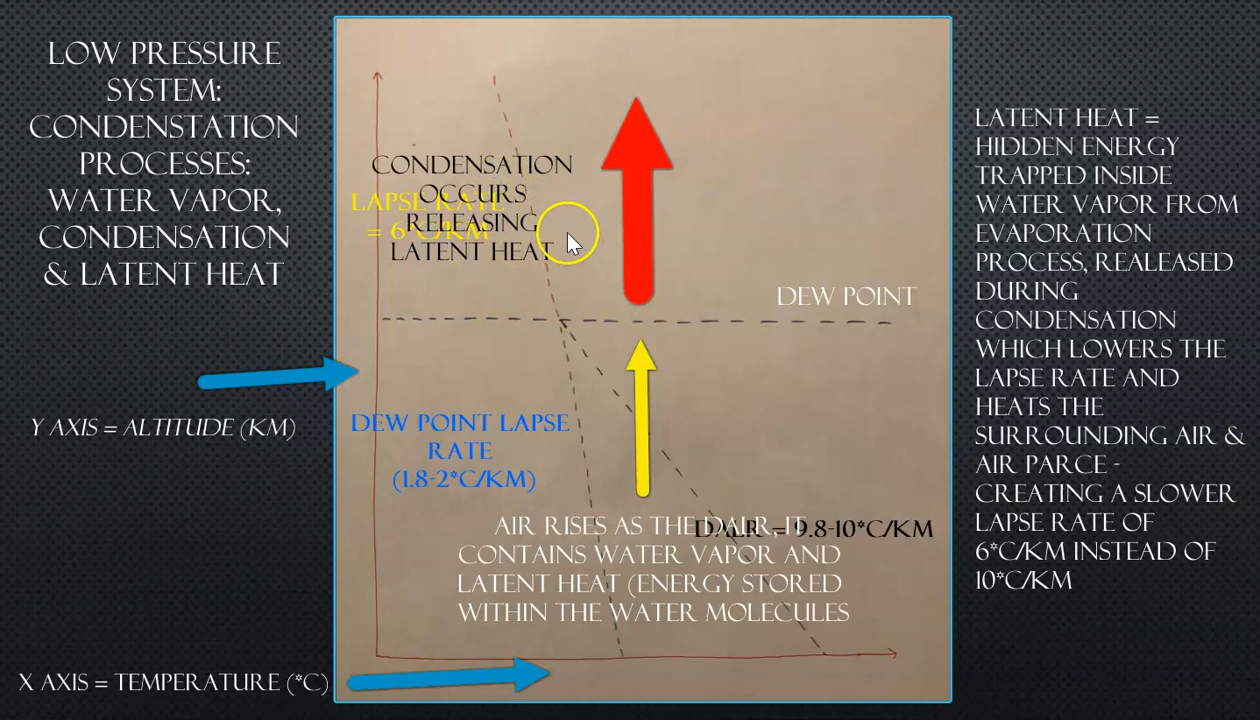 LOW PRESSURE
SYSTEM:
CONDENSTATION
PROCESSES:
WATER VAPOR,
CONDENSATION
& LATENT HEAT
Y AXIS = ALTITUDE (KM)
X AXIS = TEMPERATURE (*C)
CONDENSATION
OCCURS
RELEASING
LATENT HEAT
LAPSE RATE
= 6*C/KM
DEW POINT
DEW POINT LAPSE
RATE
(1.8-2*C/KM)
DALR = 9.8-10*C/KM
AIR RISES AS THE DALR, IT
CONTAINS WATER VAPOR AND
LATENT HEAT (ENERGY STORED
WITHIN THE WATER MOLECULES
LATENT HEAT =
HIDDEN ENERGY
TRAPPED INSIDE
WATER VAPOR FROM
EVAPORATION
PROCESS, REALEASED
DURING
CONDENSATION
WHICH LOWERS THE
LAPSE RATE AND
HEATS THE
SURROUNDING AIR &
AIR PARCE -
CREATING A SLOWER
LAPSE RATE OF
6*C/KM INSTEAD OF
10*C/KM